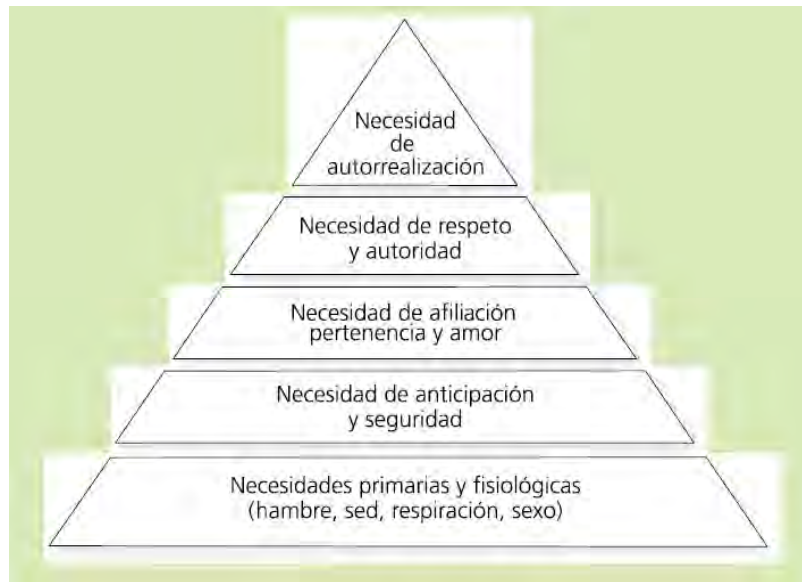 Necesidad
de
autorrealización
Necesidad de respeto
y autoridad
Necesidad de afiliación
pertenencia y amor
Necesidad de anticipación
y seguridad
Necesidades primarias y fisiológicas
(hambre, sed, respiración, sexo)